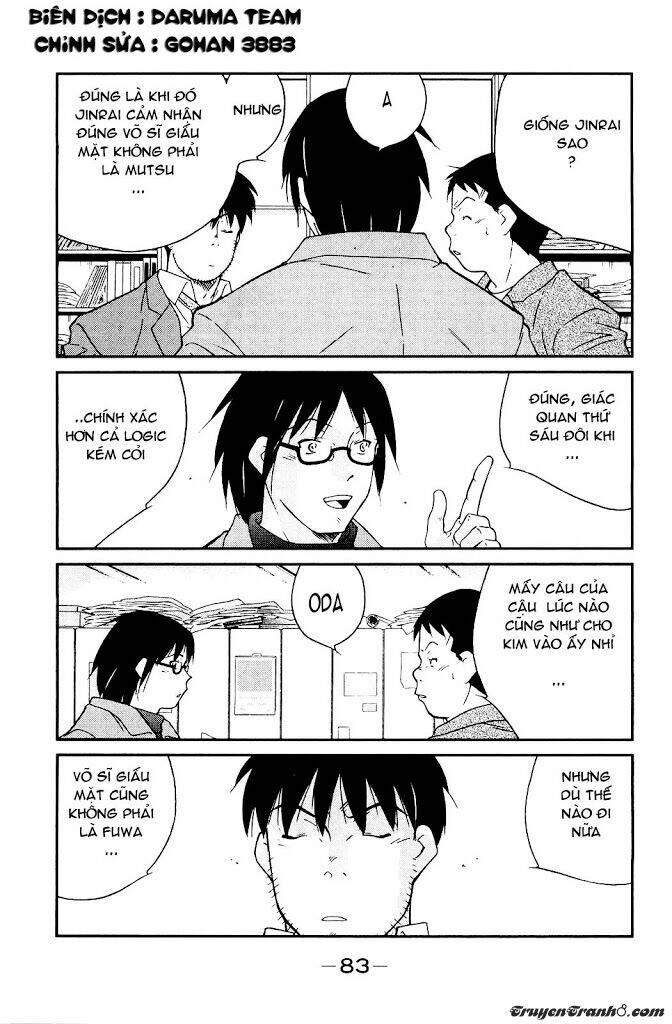 BIÊN DỊCH : DARUMA TEAM
CHỈNH SỬA : GOHAN 3883
GIỐNG JINRAI
SAO
?
A
NHƯNG
ĐÚNG LÀ KHI ĐÓ
JINRAI CẢM NHẬN
ĐÚNG VÕ SĨ GIẤU
MẶT KHÔNG PHẢI
LÀ MUTSU
...
ĐÚNG, GIÁC
QUAN THỨ
SÁU ĐÔI KHI
...
..CHÍNH XÁC
HƠN CẢ LOGIC
KÉM CỎI
MẤY CÂU CỦA
CẬU LÚC NÀO
CŨNG NHƯ CHO
KIM VÀO ẤY NHỈ
...
ODA
NHƯNG
DÙ THẾ
NÀO ĐI
NỮA
VÕ SĨ GIẤU
MẶT CŨNG
KHÔNG PHẢI
LÀ FUWA
...
—83—
TruyenTranh8.com